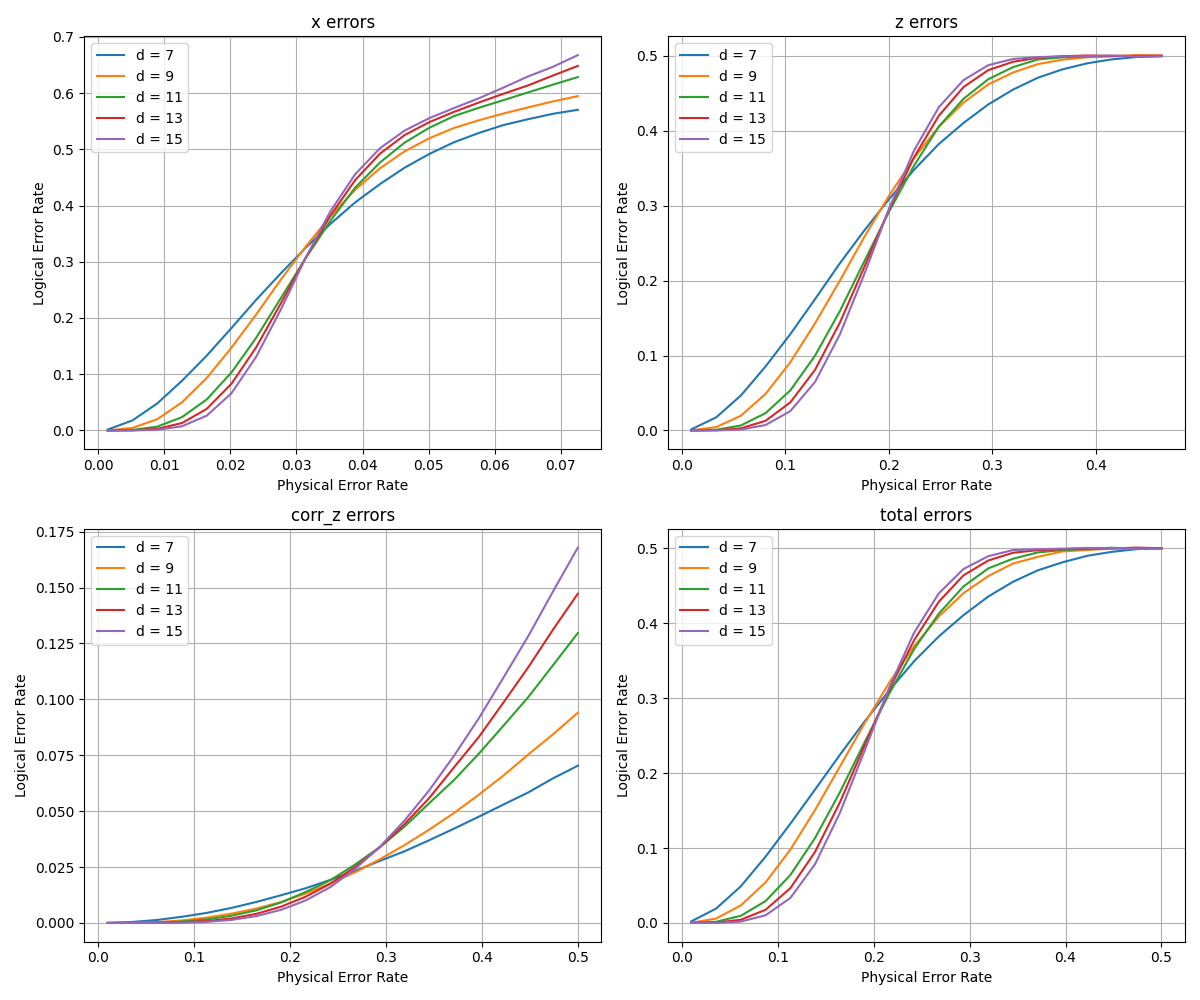 x errors
0.7
0.6
0.5
0.4
0.3
0.2
0.1
0.0
Logical Error Rate
d = 7
d = 9
d = 11
d = 13
d = 15
0.00 0.01 0.02 0.03 0.04 0.05 0.06 0.07
Physical Error Rate
z errors
0.5
0.4
0.3
0.2
0.1
0.0
Logical Error Rate
d = 7
d = 9
d = 11
d = 13
d = 15
0.0 0.1 0.2 0.3 0.4
Physical Error Rate
corr_z errors
0.175
0.150
0.125
0.100
0.075
0.050
0.025
0.000
Logical Error Rate
d = 7
d = 9
d = 11
d = 13
d = 15
0.0 0.1 0.2 0.3 0.4 0.5
Physical Error Rate
total errors
0.5
0.4
0.3
0.2
0.1
0.0
Logical Error Rate
d = 7
d = 9
d = 11
d = 13
d = 15
0.0 0.1 0.2 0.3 0.4 0.5
Physical Error Rate